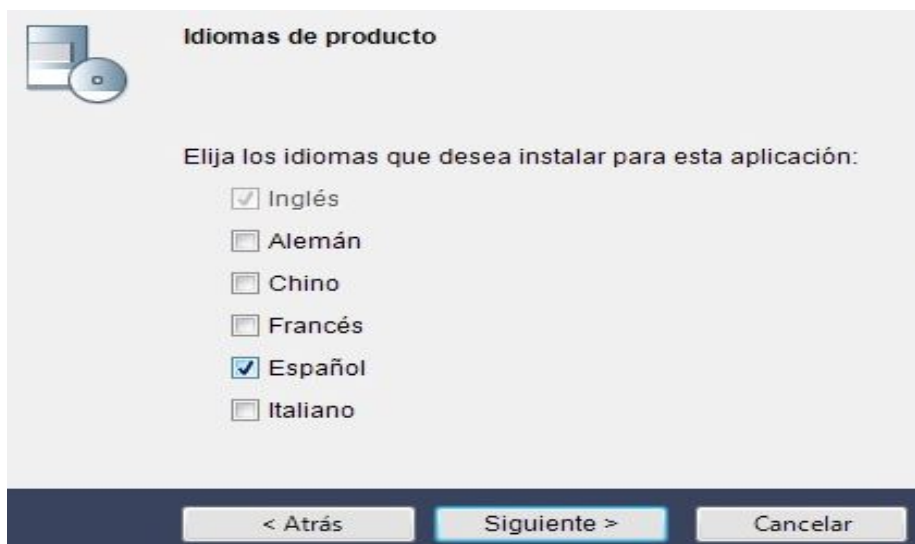 Idiomas de producto
Elija los idiomas que desea instalar para esta aplicación:
Inglés
Alemán
Chino
Francés
Español
Italiano
< Atrás Siguiente > Cancelar